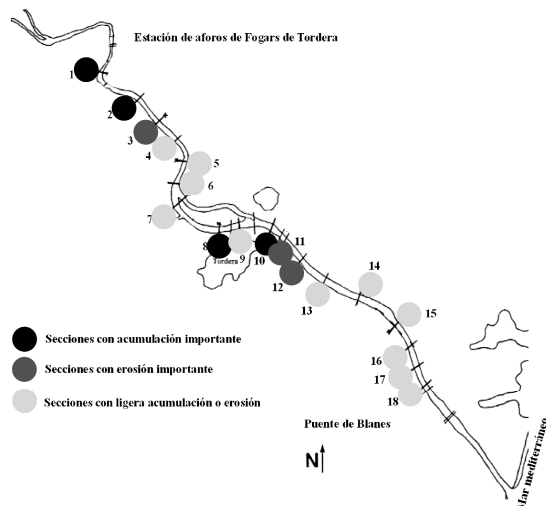 Estación de aforos de Fogars de Tordera
1
2
3
4
5
6
7
8
Tordera
9
10
11
12
13
14
15
16
17
18
Secciones con acumulación importante
Secciones con erosión importante
Secciones con ligera acumulación o erosión
Puente de Blanes
N
Mar mediterráneo